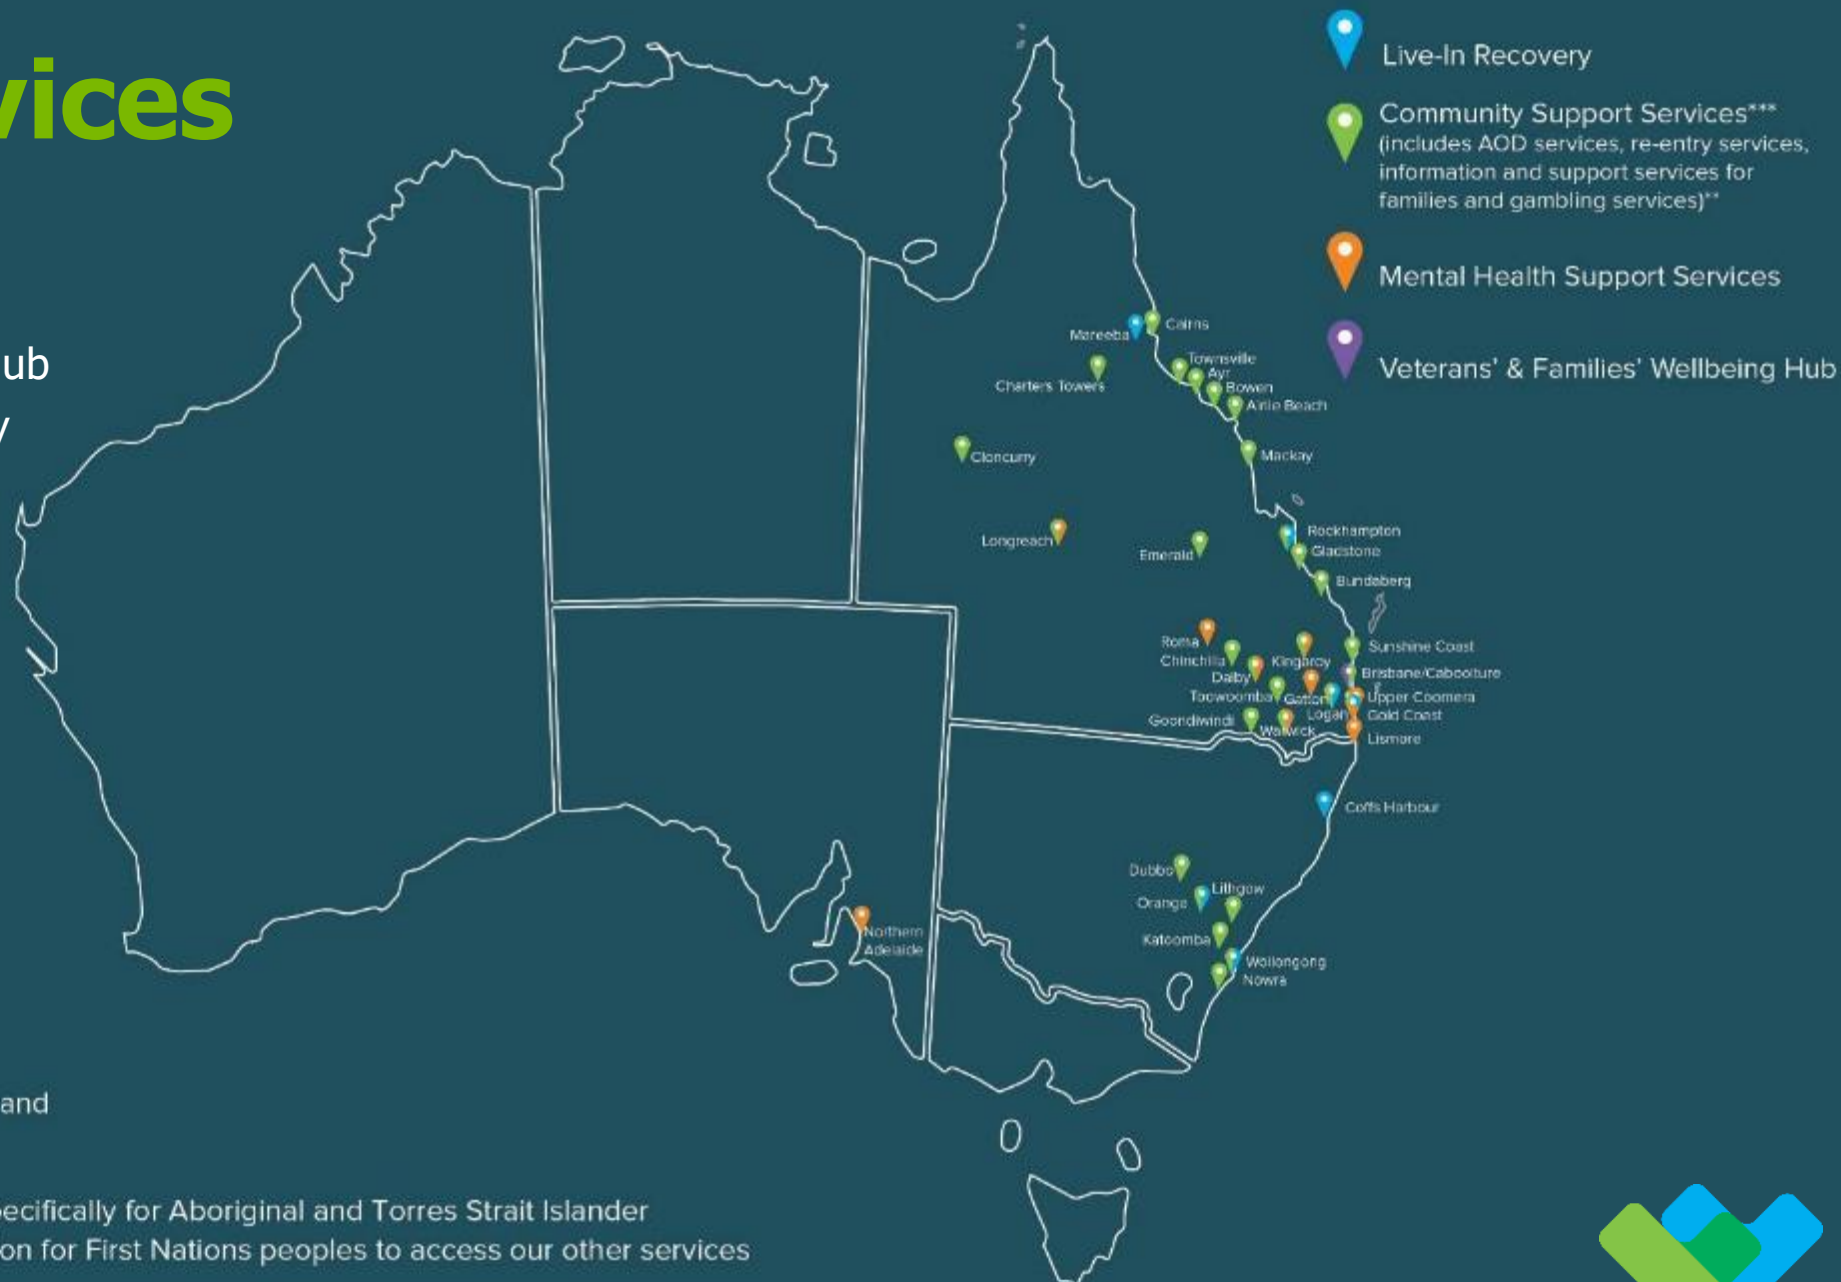 vices
ub
y
and
pecifically for Aboriginal and Torres Strait Islander
on for First Nations peoples to access our other services
Live-In Recovery
Community Support Services***
(includes AOD services, re-entry services,
information and support services for
families and gambling services)**
Mental Health Support Services
Veterans’ & Families’ Wellbeing Hub
Mareeba
Cairns
Townsville
Charters Towers
Ayr
Bowen
Airlie Beach
Cloncurry
Mackay
Longreach
Emerald
Rockhampton
Gladstone
Bundaberg
Roma
Chinchilla
Kingaroy
Sunshine Coast
Dalby
Brisbane/Caboolture
Toowoomba
Gatton
Upper Coomera
Goondiwindi
Logan
Gold Coast
Warwick
Lismore
Coffs Harbour
Dubbo
Lithgow
Orange
Katoomba
Northern
Adelaide
Wollongong
Nowra